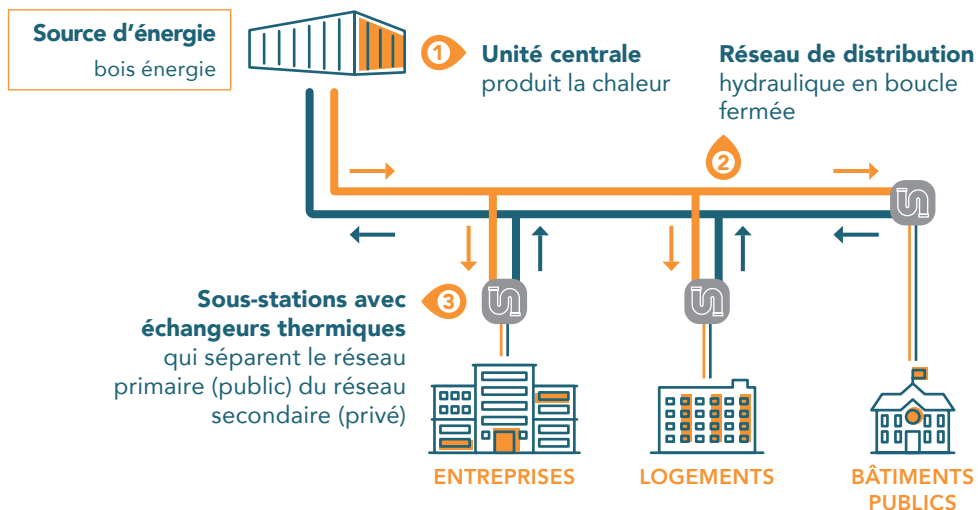 Source d'énergie
bois énergie
1
Unité centrale
produit la chaleur
Réseau de distribution
hydraulique en boucle
fermée
2
3
Sous-stations avec
échangeurs thermiques
qui séparent le réseau
primaire (public) du réseau
secondaire (privé)
ENTREPRISES
LOGEMENTS
BÂTIMENTS
PUBLICS